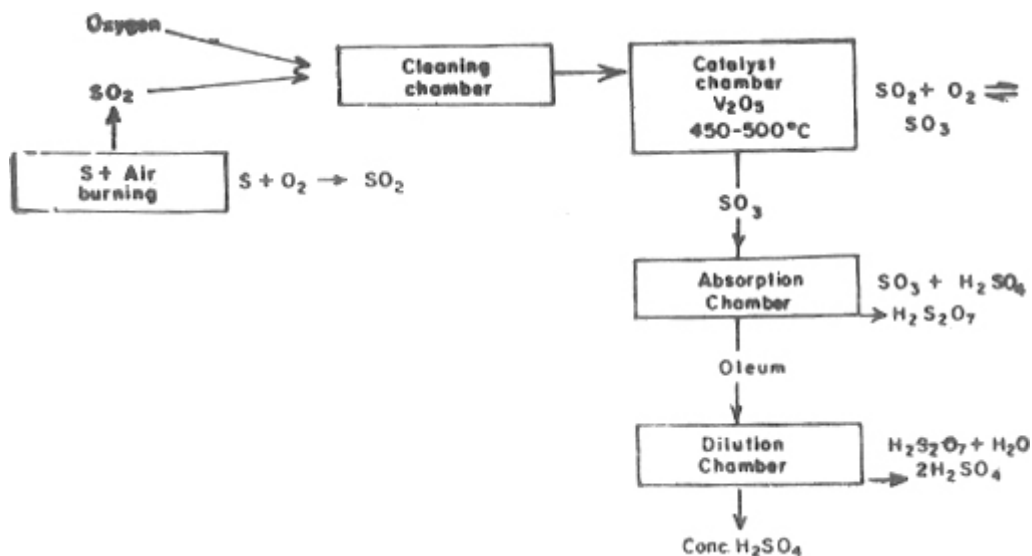 Oxygen
SO₂
S + Air
burning
S + O₂ → SO₂
Cleaning
chamber
Catalyst
chamber
V₂O₅
450-500°C
SO₂ + O₂ ⇌
SO₃
SO₃
Absorption
Chamber
SO₃ + H₂SO₄
→ H₂S₂O₇
Oleum
Dilution
Chamber
H₂S₂O₇ + H₂O
→ 2H₂SO₄
Conc. H₂SO₄